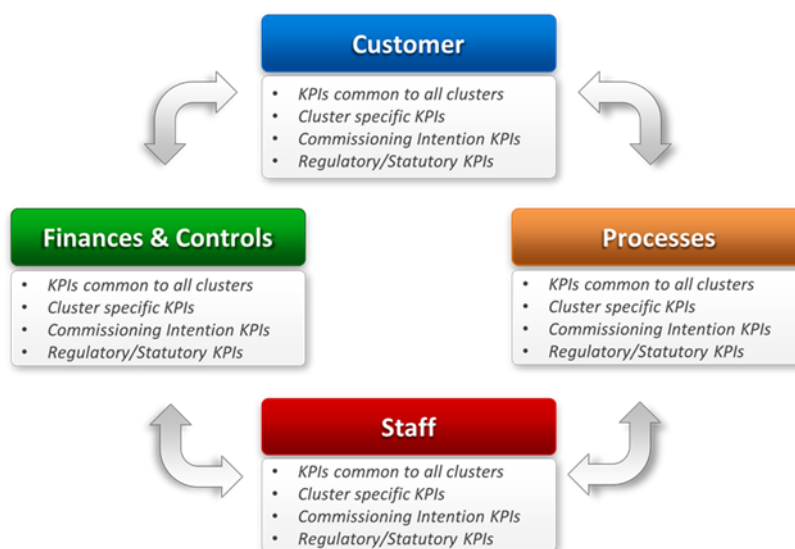 Customer
• KPIs common to all clusters
• Cluster specific KPIs
• Commissioning Intention KPIs
• Regulatory/Statutory KPIs
Finances & Controls
• KPIs common to all clusters
• Cluster specific KPIs
• Commissioning Intention KPIs
• Regulatory/Statutory KPIs
Processes
• KPIs common to all clusters
• Cluster specific KPIs
• Commissioning Intention KPIs
• Regulatory/Statutory KPIs
Staff
• KPIs common to all clusters
• Cluster specific KPIs
• Commissioning Intention KPIs
• Regulatory/Statutory KPIs